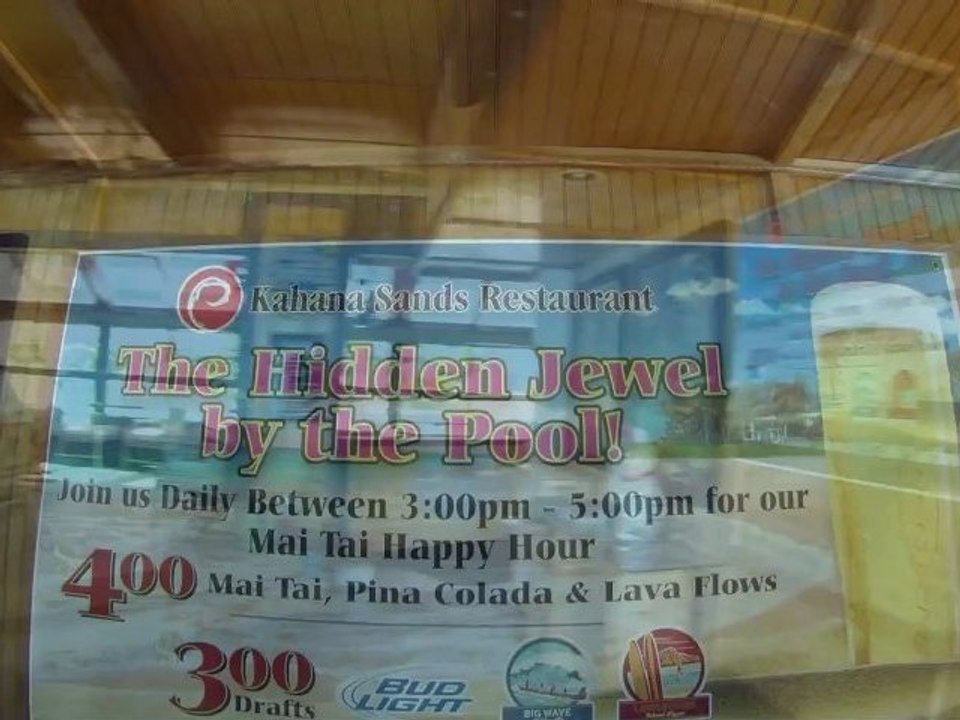 Kahana Sands Restaurant
The Hidden Jewel
by the Pool!
Join us Daily Between 3:00pm - 5:00pm for our
Mai Tai Happy Hour
400 Mai Tai, Pina Colada & Lava Flows
300 Drafts
BUD LIGHT
BIG WAVE